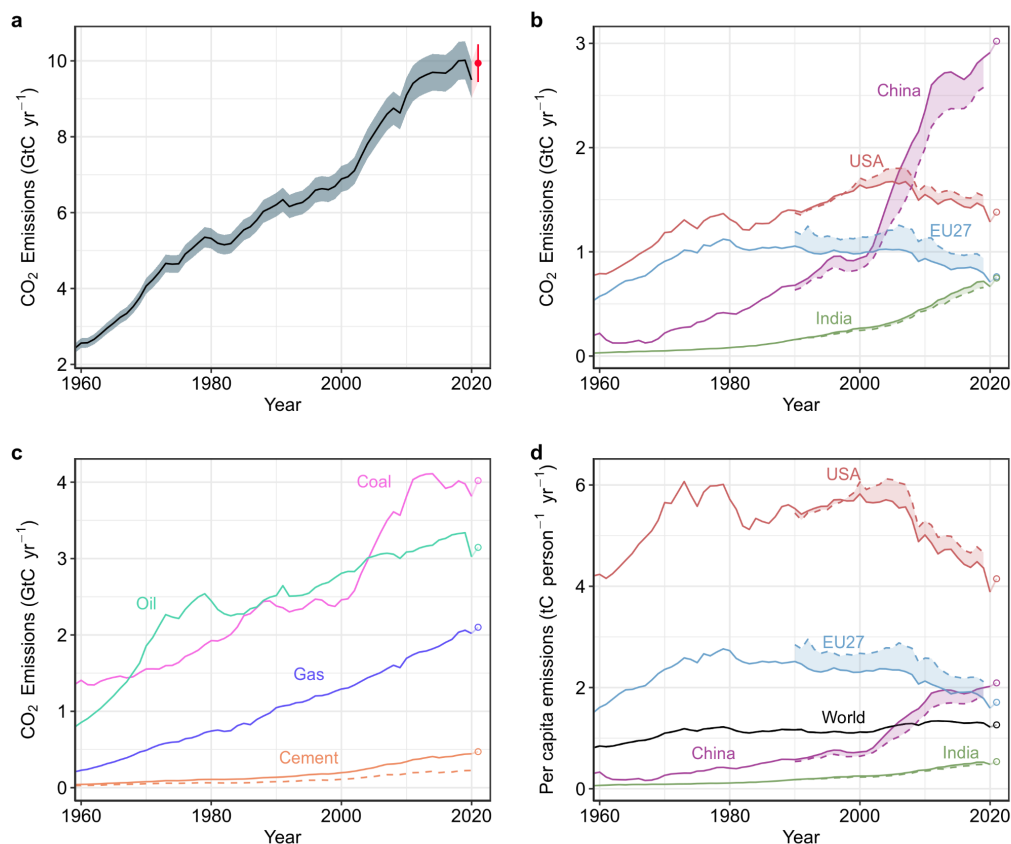 a
CO₂ Emissions (GtC yr⁻¹)
10
8
6
4
2
1960 1980 2000 2020
Year
b
CO₂ Emissions (GtC yr⁻¹)
3
2
1
0
China
USA
EU27
India
1960 1980 2000 2020
Year
c
CO₂ Emissions (GtC yr⁻¹)
4
3
2
1
0
Coal
Oil
Gas
Cement
1960 1980 2000 2020
Year
d
Per capita emissions (tC person⁻¹ yr⁻¹)
6
4
2
0
USA
EU27
World
China
India
1960 1980 2000 2020
Year